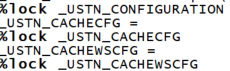 %lock _USTN_CONFIGURATION
_USTN_CACHECFG =
%lock _USTN_CACHECFG
_USTN_CACHEWSCFG =
%lock _USTN_CACHEWSCFG